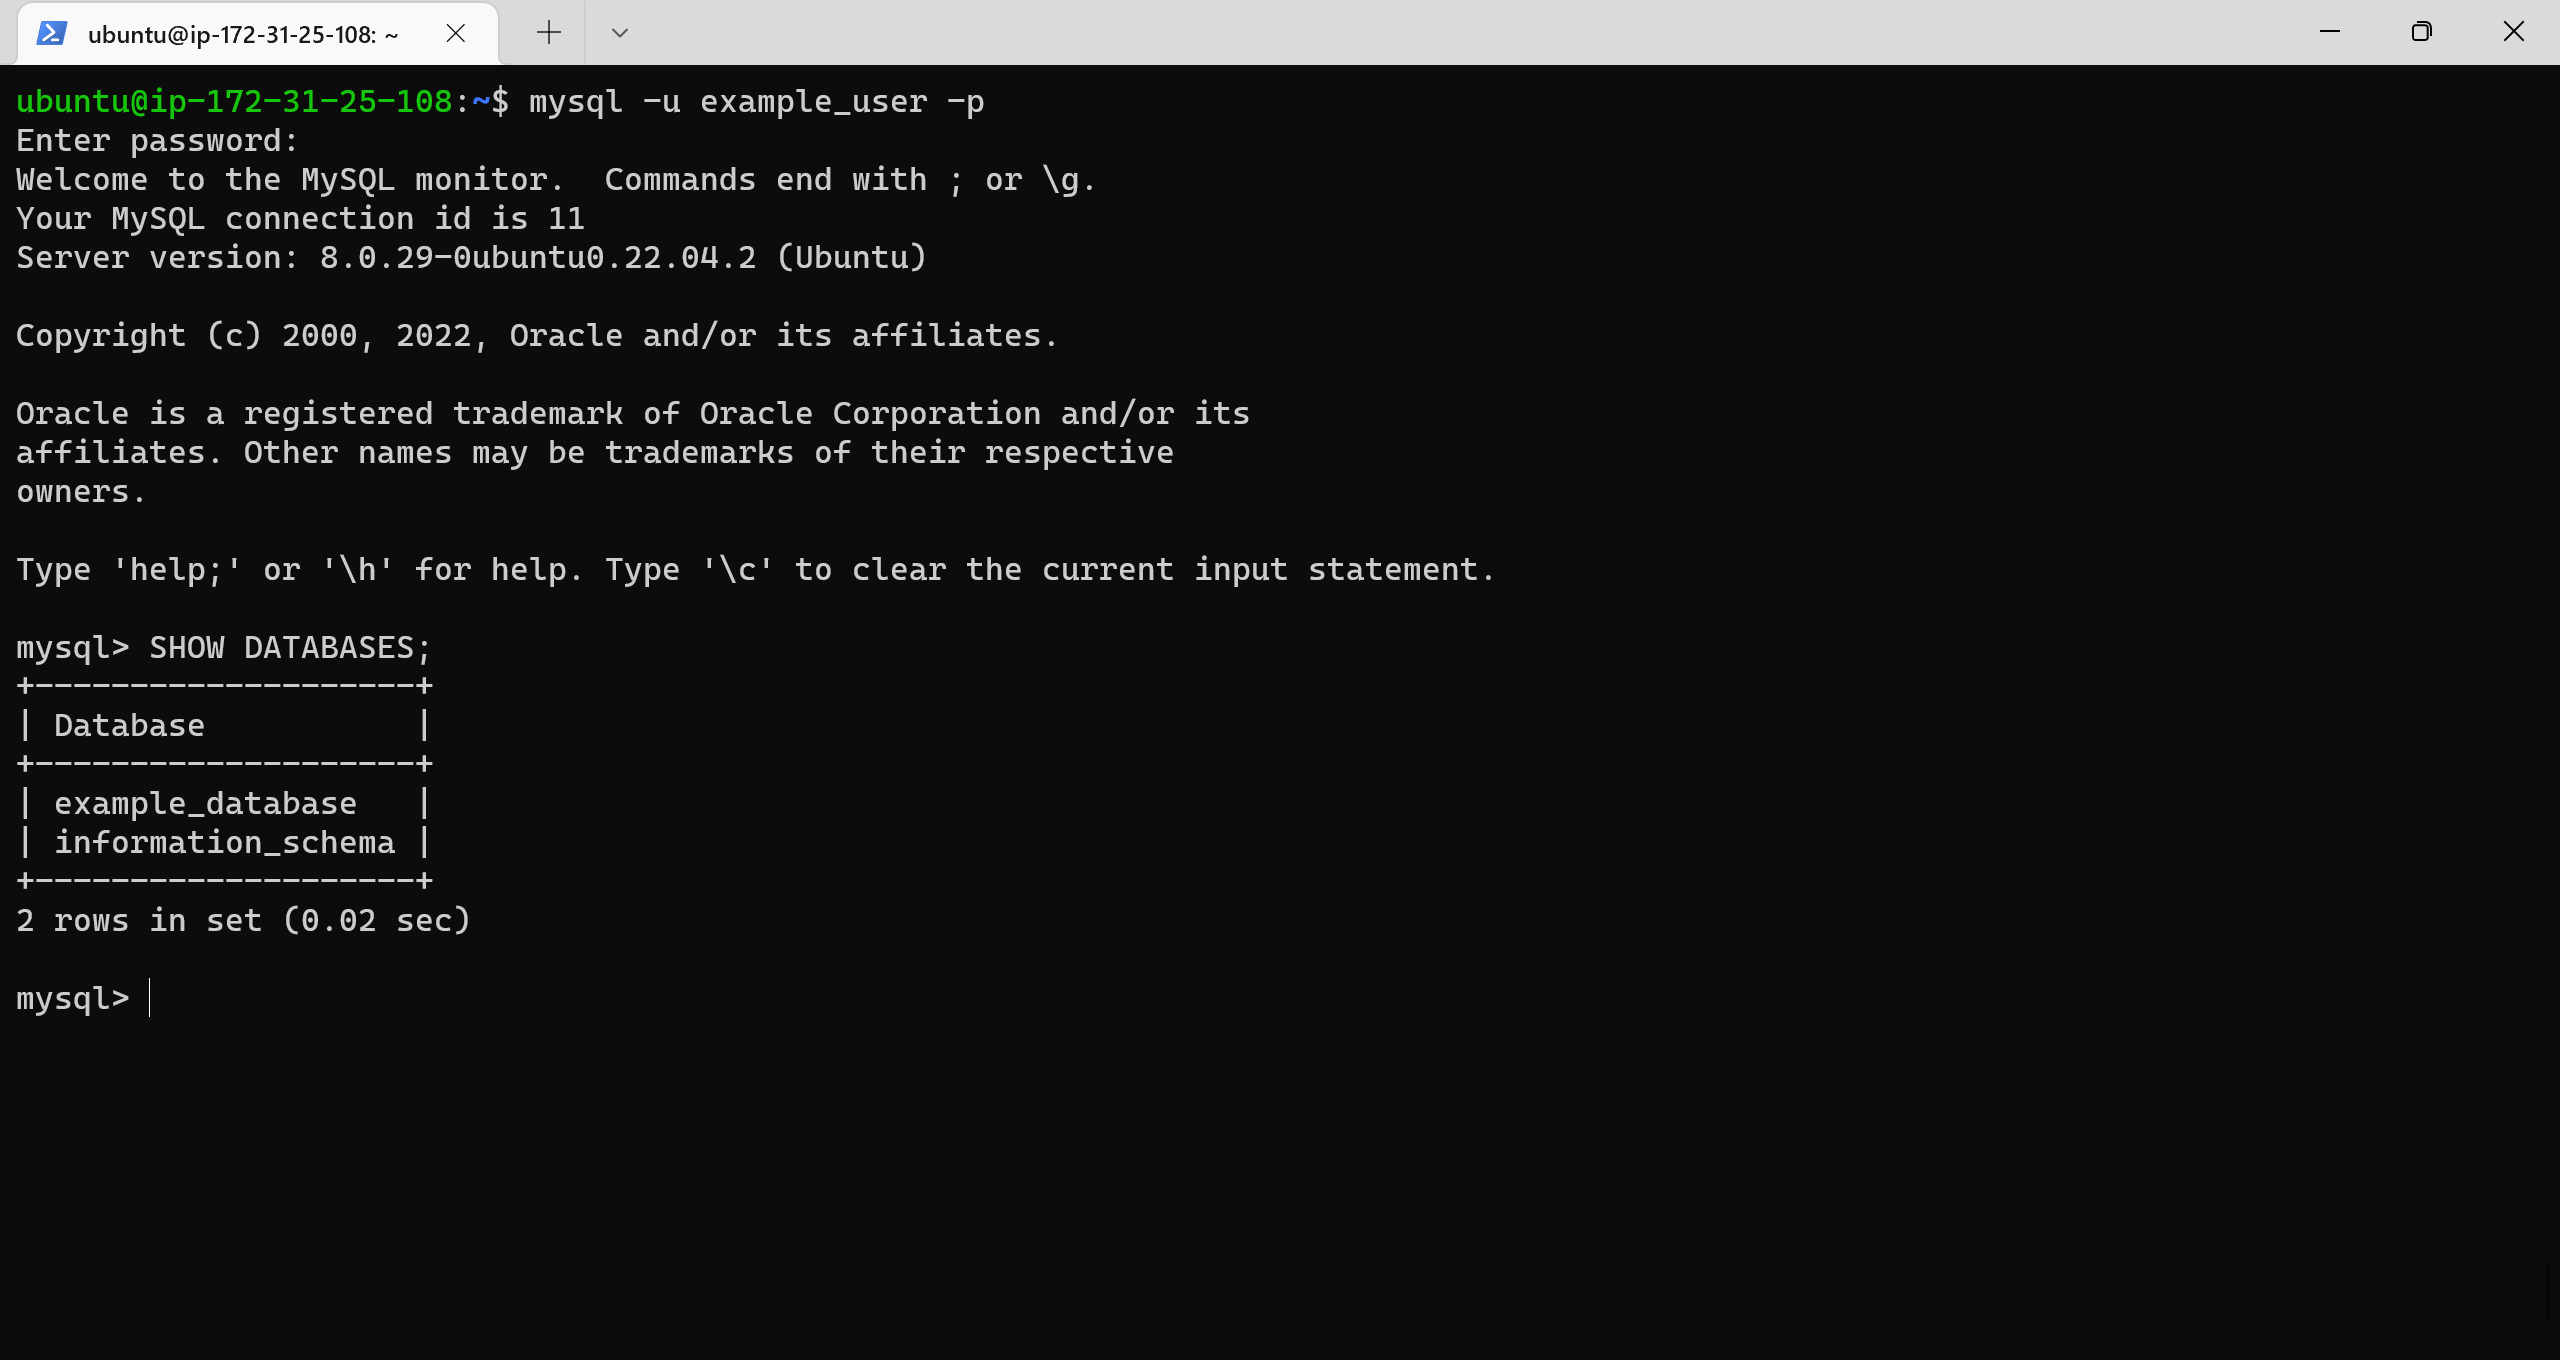 ubuntu@ip-172-31-25-108: ~
ubuntu@ip-172-31-25-108:~$ mysql -u example_user -p
Enter password:
Welcome to the MySQL monitor.  Commands end with ; or \g.
Your MySQL connection id is 11
Server version: 8.0.29-0ubuntu0.22.04.2 (Ubuntu)

Copyright (c) 2000, 2022, Oracle and/or its affiliates.

Oracle is a registered trademark of Oracle Corporation and/or its
affiliates. Other names may be trademarks of their respective
owners.

Type 'help;' or '\h' for help. Type '\c' to clear the current input statement.

mysql> SHOW DATABASES;
+--------------------+
| Database           |
+--------------------+
| example_database   |
| information_schema |
+--------------------+
2 rows in set (0.02 sec)

mysql>